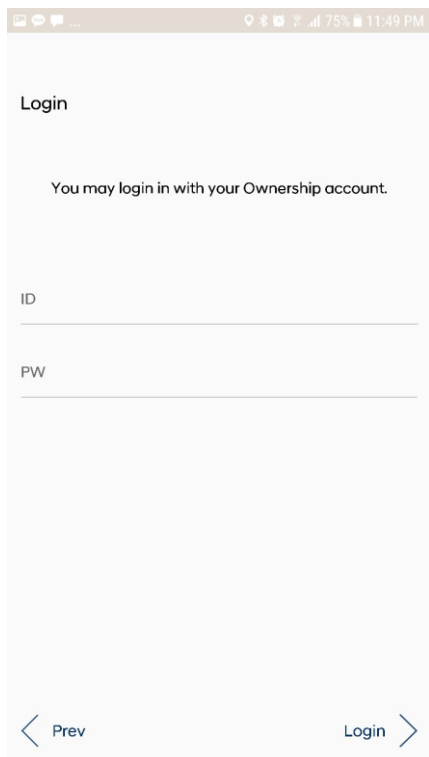 ... 75% 11:49 PM
Login
You may login in with your Ownership account.
ID
PW
Prev Login